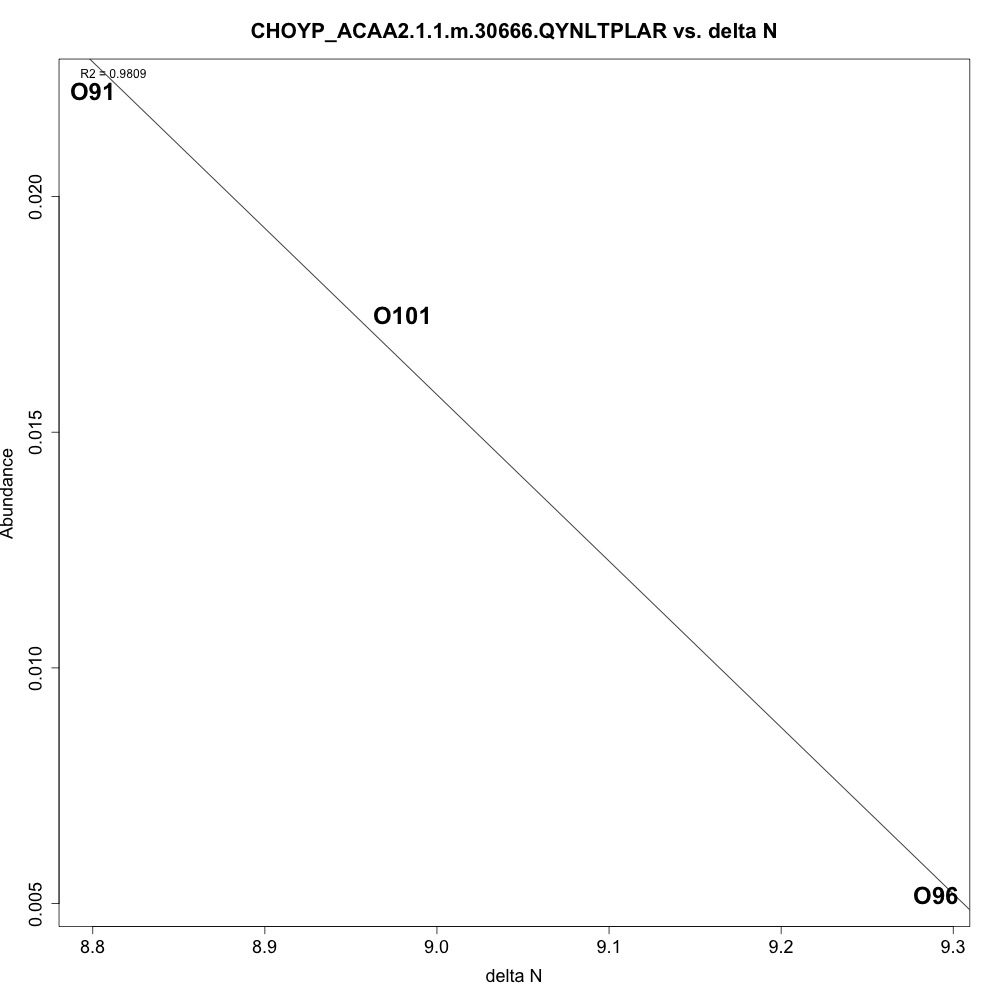 CHOYP_ACAA2.1.1.m.30666.QYNLTPLAR vs. delta N
R2 = 0.9809
O91
O101
O96
Abundance
0.020
0.015
0.010
0.005
8.8 8.9 9.0 9.1 9.2 9.3
delta N